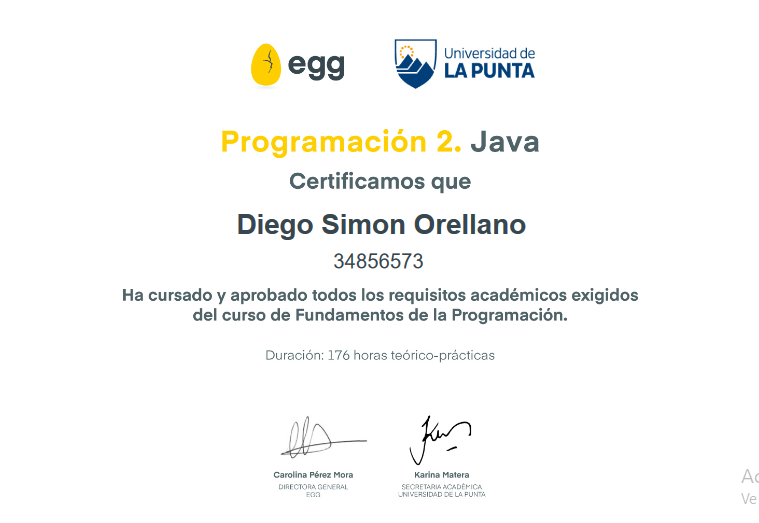 egg
Universidad de
LA PUNTA
Programación 2. Java
Certificamos que
Diego Simon Orellano
34856573
Ha cursado y aprobado todos los requisitos académicos exigidos
del curso de Fundamentos de la Programación.
Duración: 176 horas teórico-prácticas
Carolina Pérez Mora
DIRECTORA GENERAL
EGG
Karina Matera
SECRETARIA ACADÉMICA
UNIVERSIDAD DE LA PUNTA